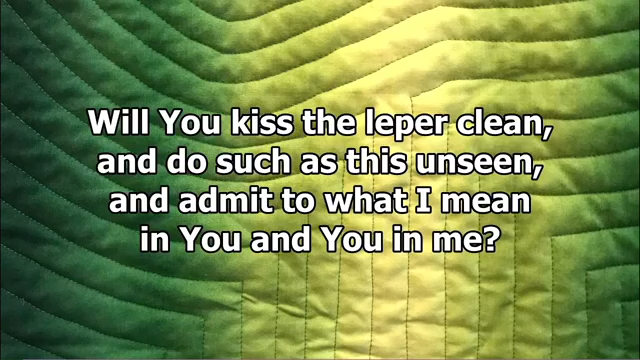 Will You kiss the leper clean,
and do such as this unseen,
and admit to what I mean
in You and You in me?